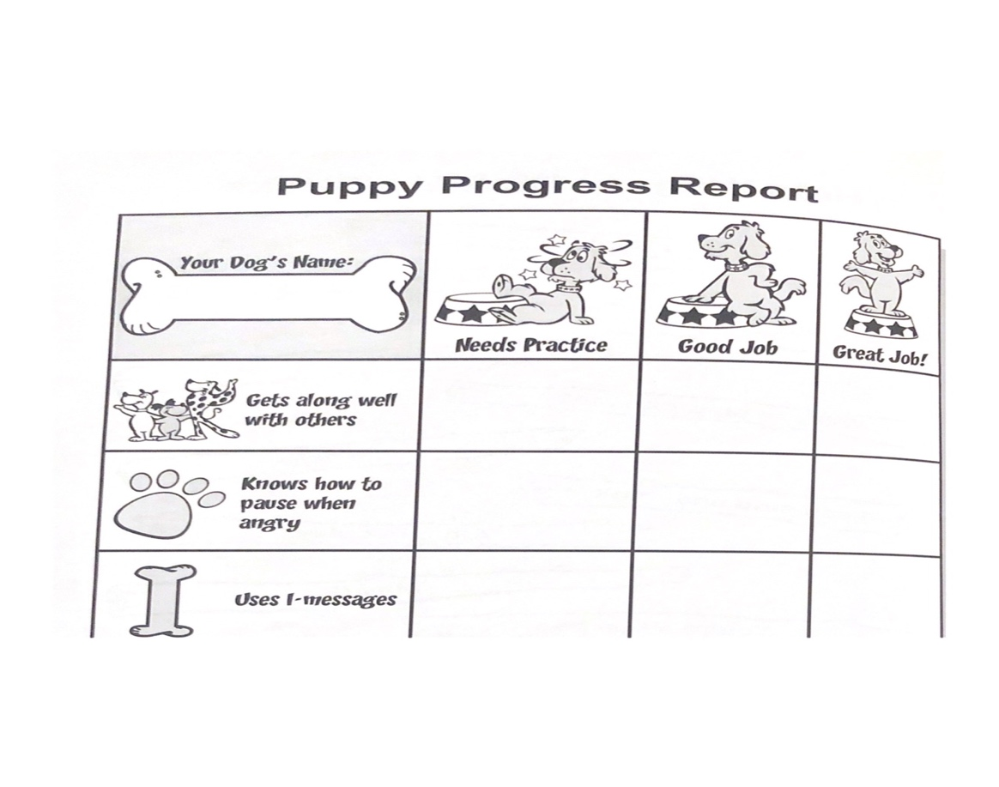 Puppy Progress Report
Your Dog's Name:
Needs Practice
Good Job
Great Job!
Gets along well
with others
Knows how to
pause when
angry
Uses I-messages